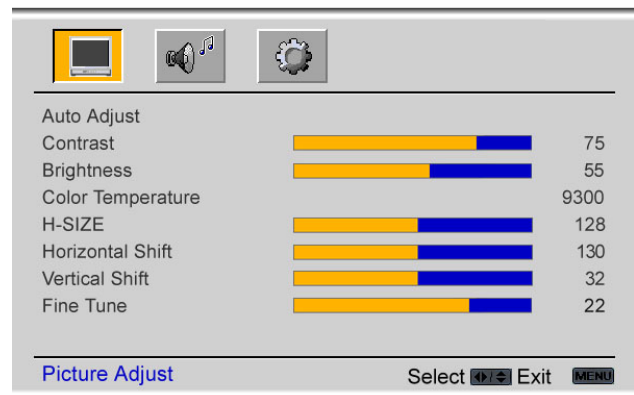 Auto Adjust
Contrast 75
Brightness 55
Color Temperature 9300
H-SIZE 128
Horizontal Shift 130
Vertical Shift 32
Fine Tune 22
Picture Adjust Select / Exit MENU